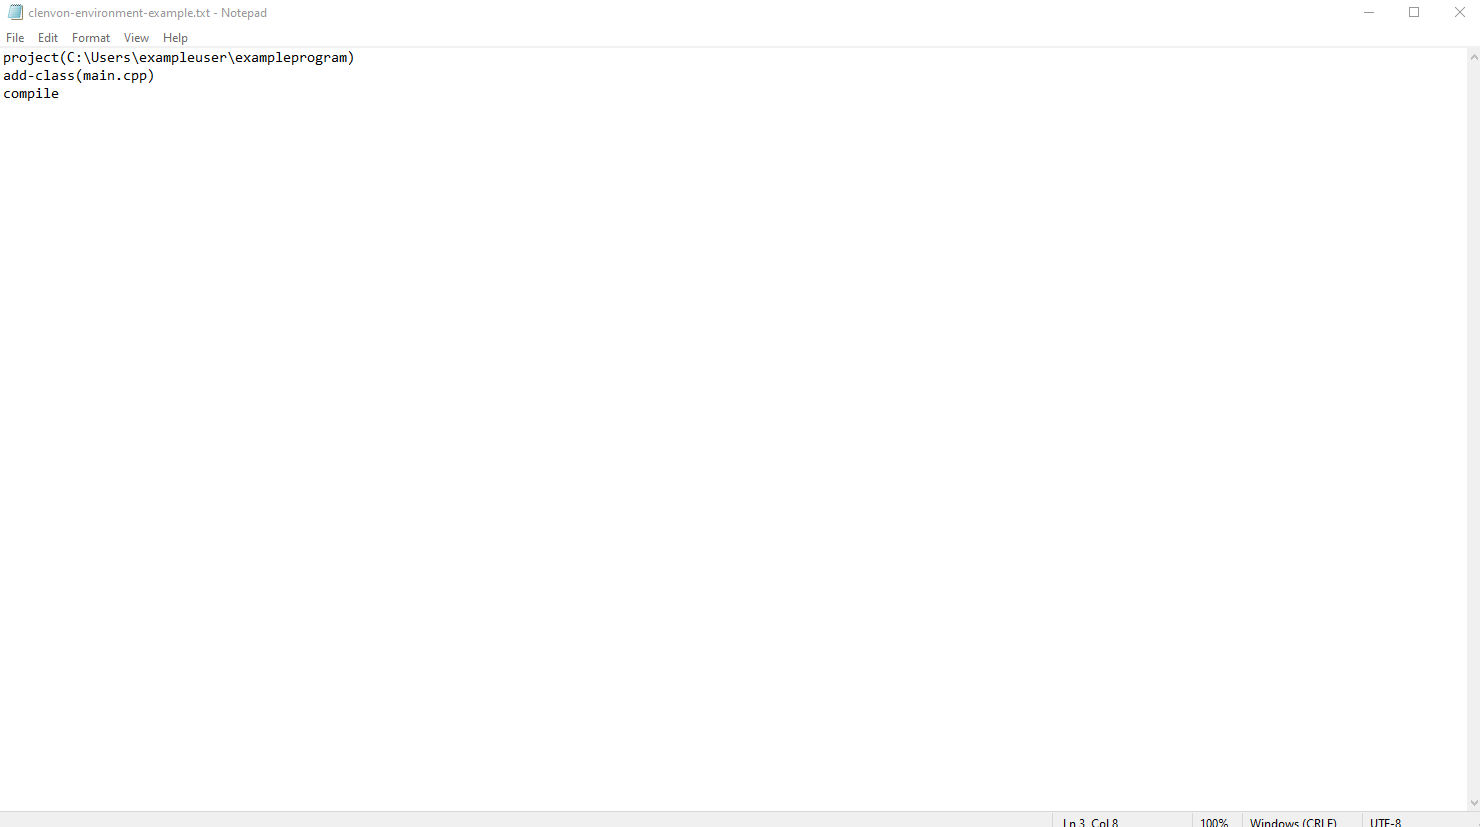 clenvon-environment-example.txt - Notepad
File Edit Format View Help
project(C:\Users\exampleuser\exampleprogram)
add-class(main.cpp)
compile
Ln 3, Col 8 100% Windows (CRLF) UTF-8